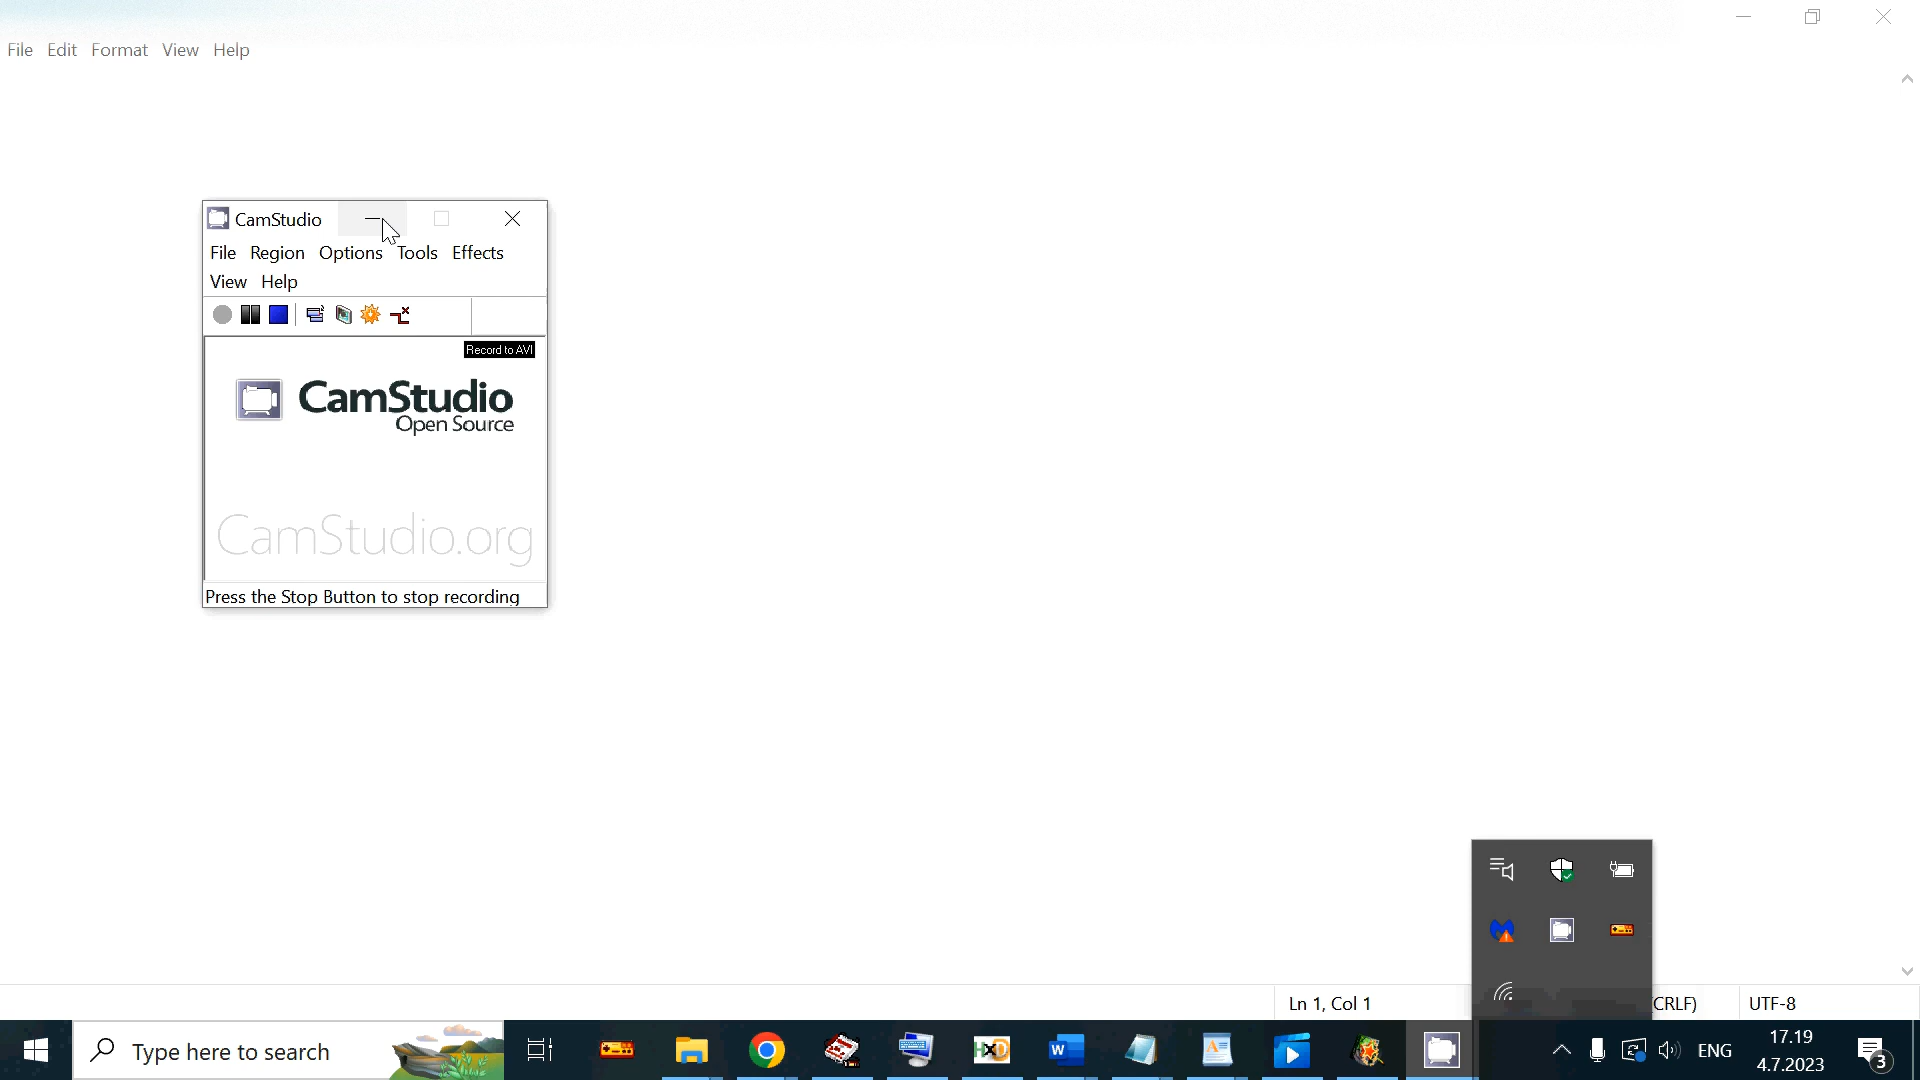 File Edit Format View Help
CamStudio
File Region Options Tools Effects
View Help
Record to AVI
CamStudio
Open Source
CamStudio.org
Press the Stop Button to stop recording
Ln 1, Col 1
CRLF)
UTF-8
Type here to search
HXD
W
ENG
17.19
4.7.2023
3